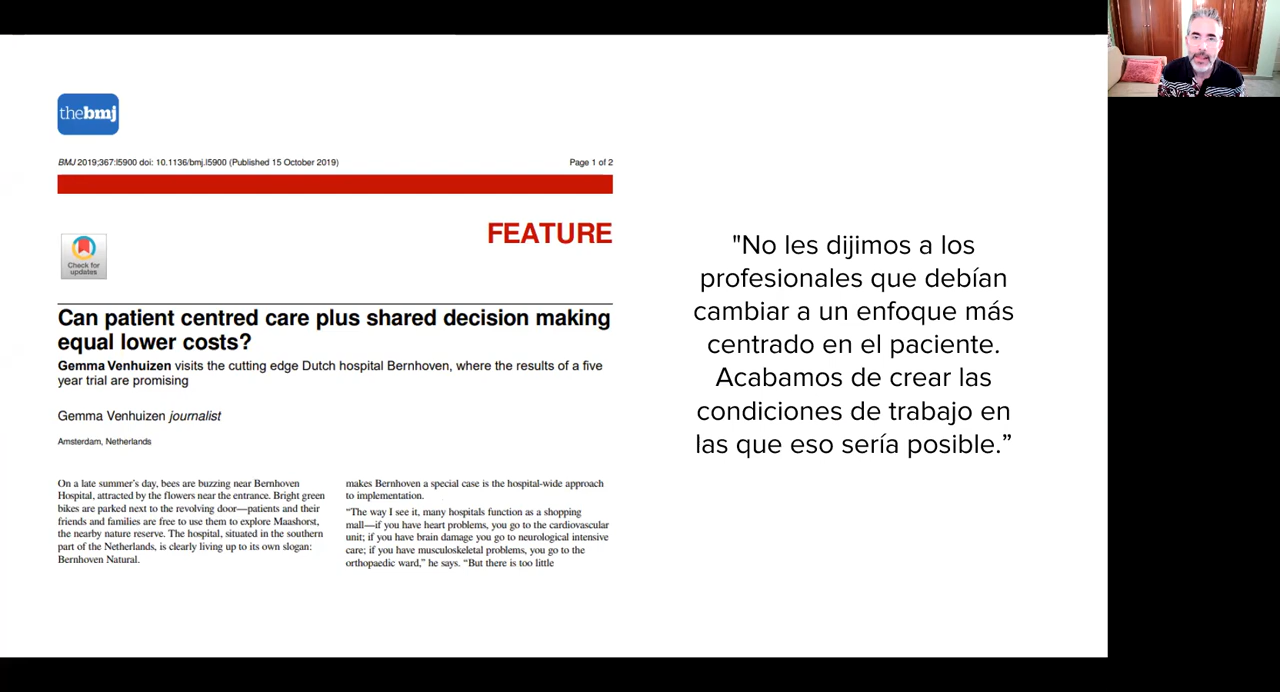 thebmj
BMJ 2019;367:l5900 doi: 10.1136/bmj.l5900 (Published 15 October 2019)
Page 1 of 2
FEATURE
Check for
updates
Can patient centred care plus shared decision making
equal lower costs?
Gemma Venhuizen visits the cutting edge Dutch hospital Bernhoven, where the results of a five
year trial are promising
Gemma Venhuizen journalist
Amsterdam, Netherlands
On a late summer's day, bees are buzzing near Bernhoven
Hospital, attracted by the flowers near the entrance. Bright green
bikes are parked next to the revolving door—patients and their
friends and families are free to use them to explore Maashorst,
the nearby nature reserve. The hospital, situated in the southern
part of the Netherlands, is clearly living up to its own slogan:
Bernhoven Natural.
makes Bernhoven a special case is the hospital-wide approach
to implementation.
“The way I see it, many hospitals function as a shopping
mall—if you have heart problems, you go to the cardiovascular
unit; if you have brain damage you go to neurological intensive
care; if you have musculoskeletal problems, you go to the
orthopaedic ward,” he says. “But there is too little
"No les dijimos a los
profesionales que debían
cambiar a un enfoque más
centrado en el paciente.
Acabamos de crear las
condiciones de trabajo en
las que eso sería posible.”